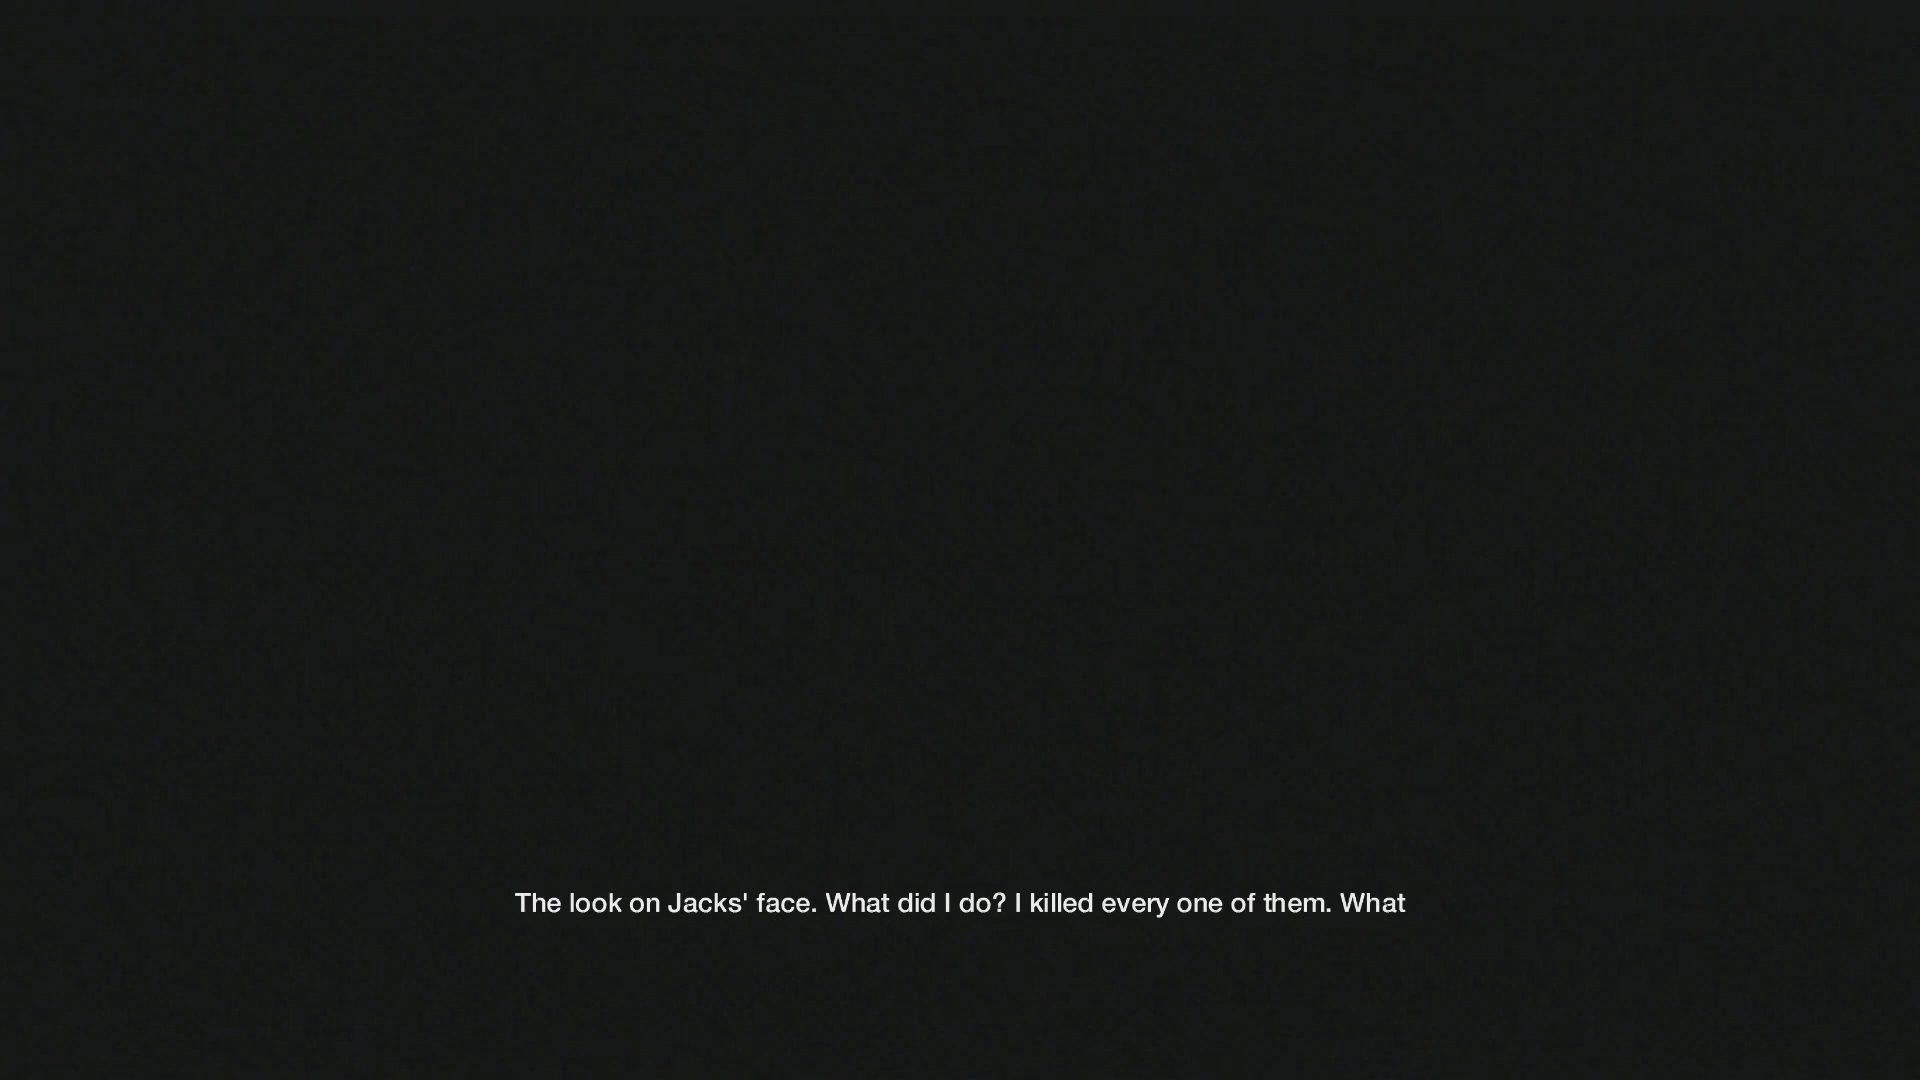 The look on Jacks' face. What did I do? I killed every one of them. What